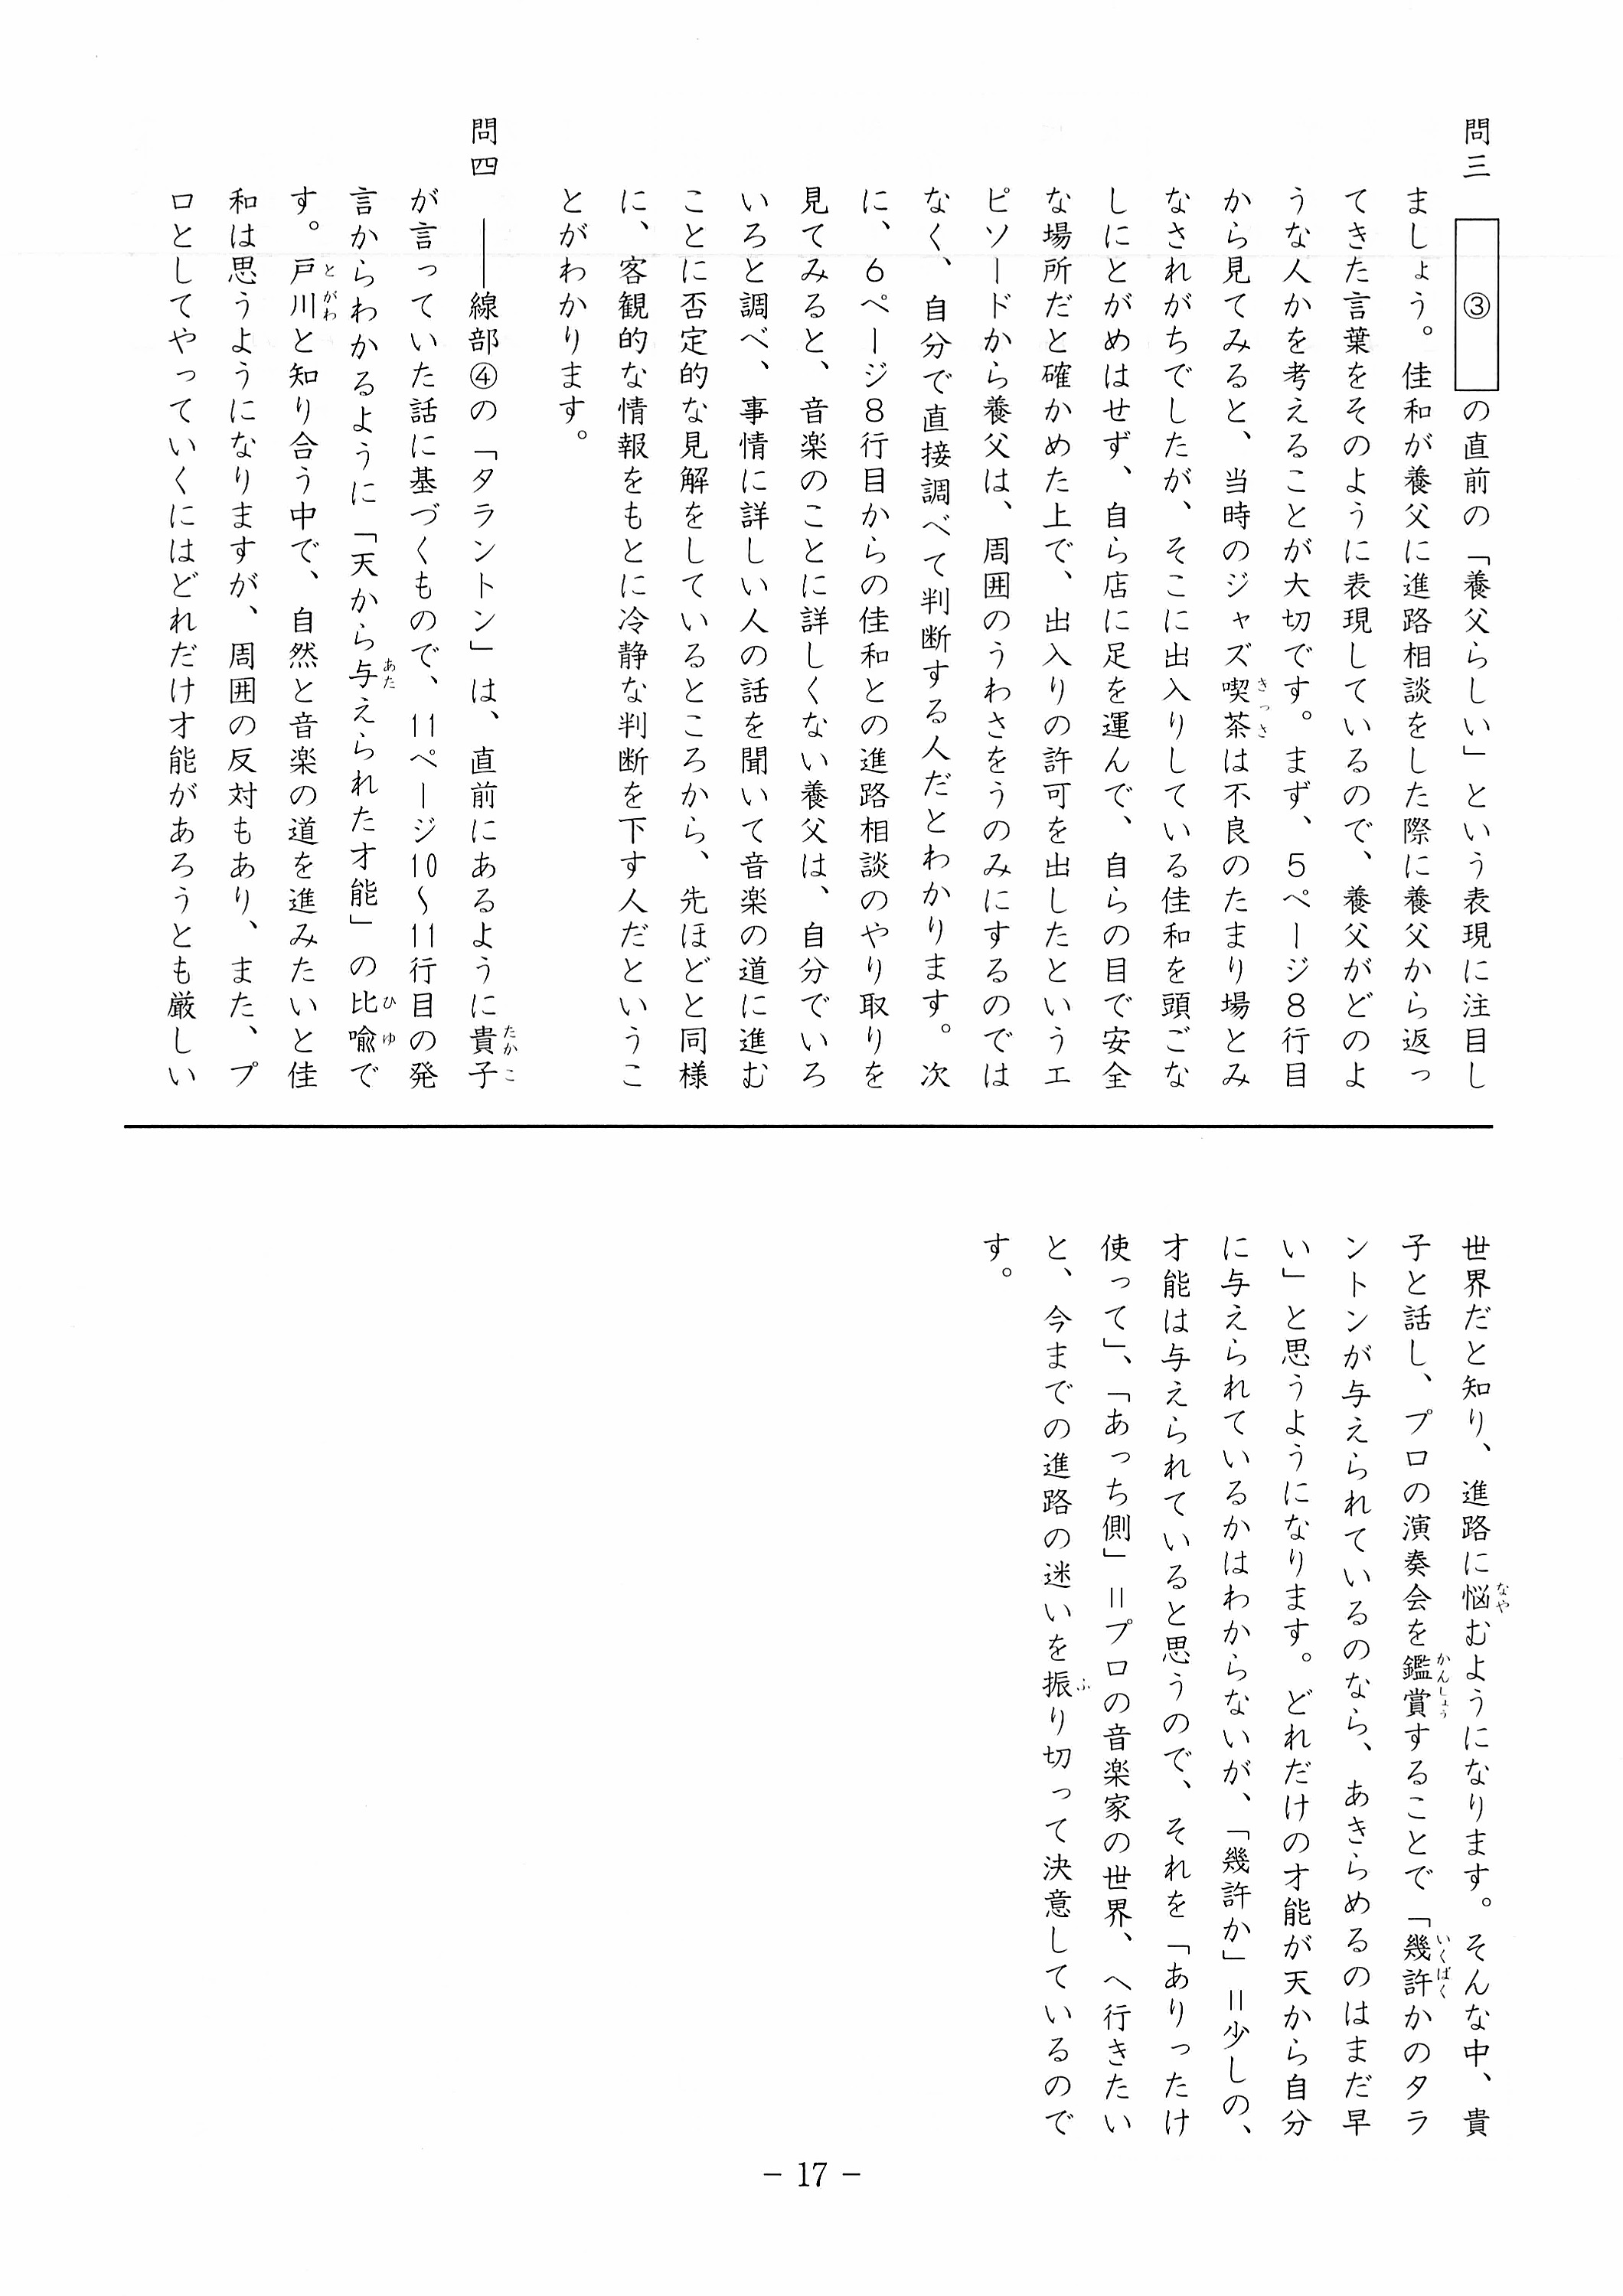 問三　③の直前の「養父らしい」という表現に注目し
ましょう。佳和が養父に進路相談をした際に養父から返っ
てきた言葉をそのように表現しているので、養父がどのよ
うな人かを考えることが大切です。まず、５ページ８行目
から見てみると、当時のジャズ喫茶は不良のたまり場とみ
なされがちでしたが、そこに出入りしている佳和を頭ごな
しにとがめはせず、自ら店に足を運んで、自らの目で安全
な場所だと確かめた上で、出入りの許可を出したというエ
ピソードから養父は、周囲のうわさをうのみにするのでは
なく、自分で直接調べて判断する人だとわかります。次
に、６ページ８行目からの佳和との進路相談のやり取りを
見てみると、音楽のことに詳しくない養父は、自分でいろ
いろと調べ、事情に詳しい人の話を聞いて音楽の道に進む
ことに否定的な見解をしているところから、先ほどと同様
に、客観的な情報をもとに冷静な判断を下す人だというこ
とがわかります。
問四　――線部④の「タラントン」は、直前にあるように貴子
が言っていた話に基づくもので、11ページ10～11行目の発
言からわかるように「天から与えられた才能」の比喩で
す。戸川と知り合う中で、自然と音楽の道を進みたいと佳
和は思うようになりますが、周囲の反対もあり、また、プ
ロとしてやっていくにはどれだけ才能があろうとも厳しい
世界だと知り、進路に悩むようになります。そんな中、貴
子と話し、プロの演奏会を鑑賞することで「幾許かのタラ
ントンが与えられているのなら、あきらめるのはまだ早
い」と思うようになります。どれだけの才能が天から自分
に与えられているかはわからないが、「幾許か」＝少しの、
才能は与えられていると思うので、それを「ありったけ
使って」、「あっち側」＝プロの音楽家の世界、へ行きたい
と、今までの進路の迷いを振り切って決意しているので
す。
－ 17 －